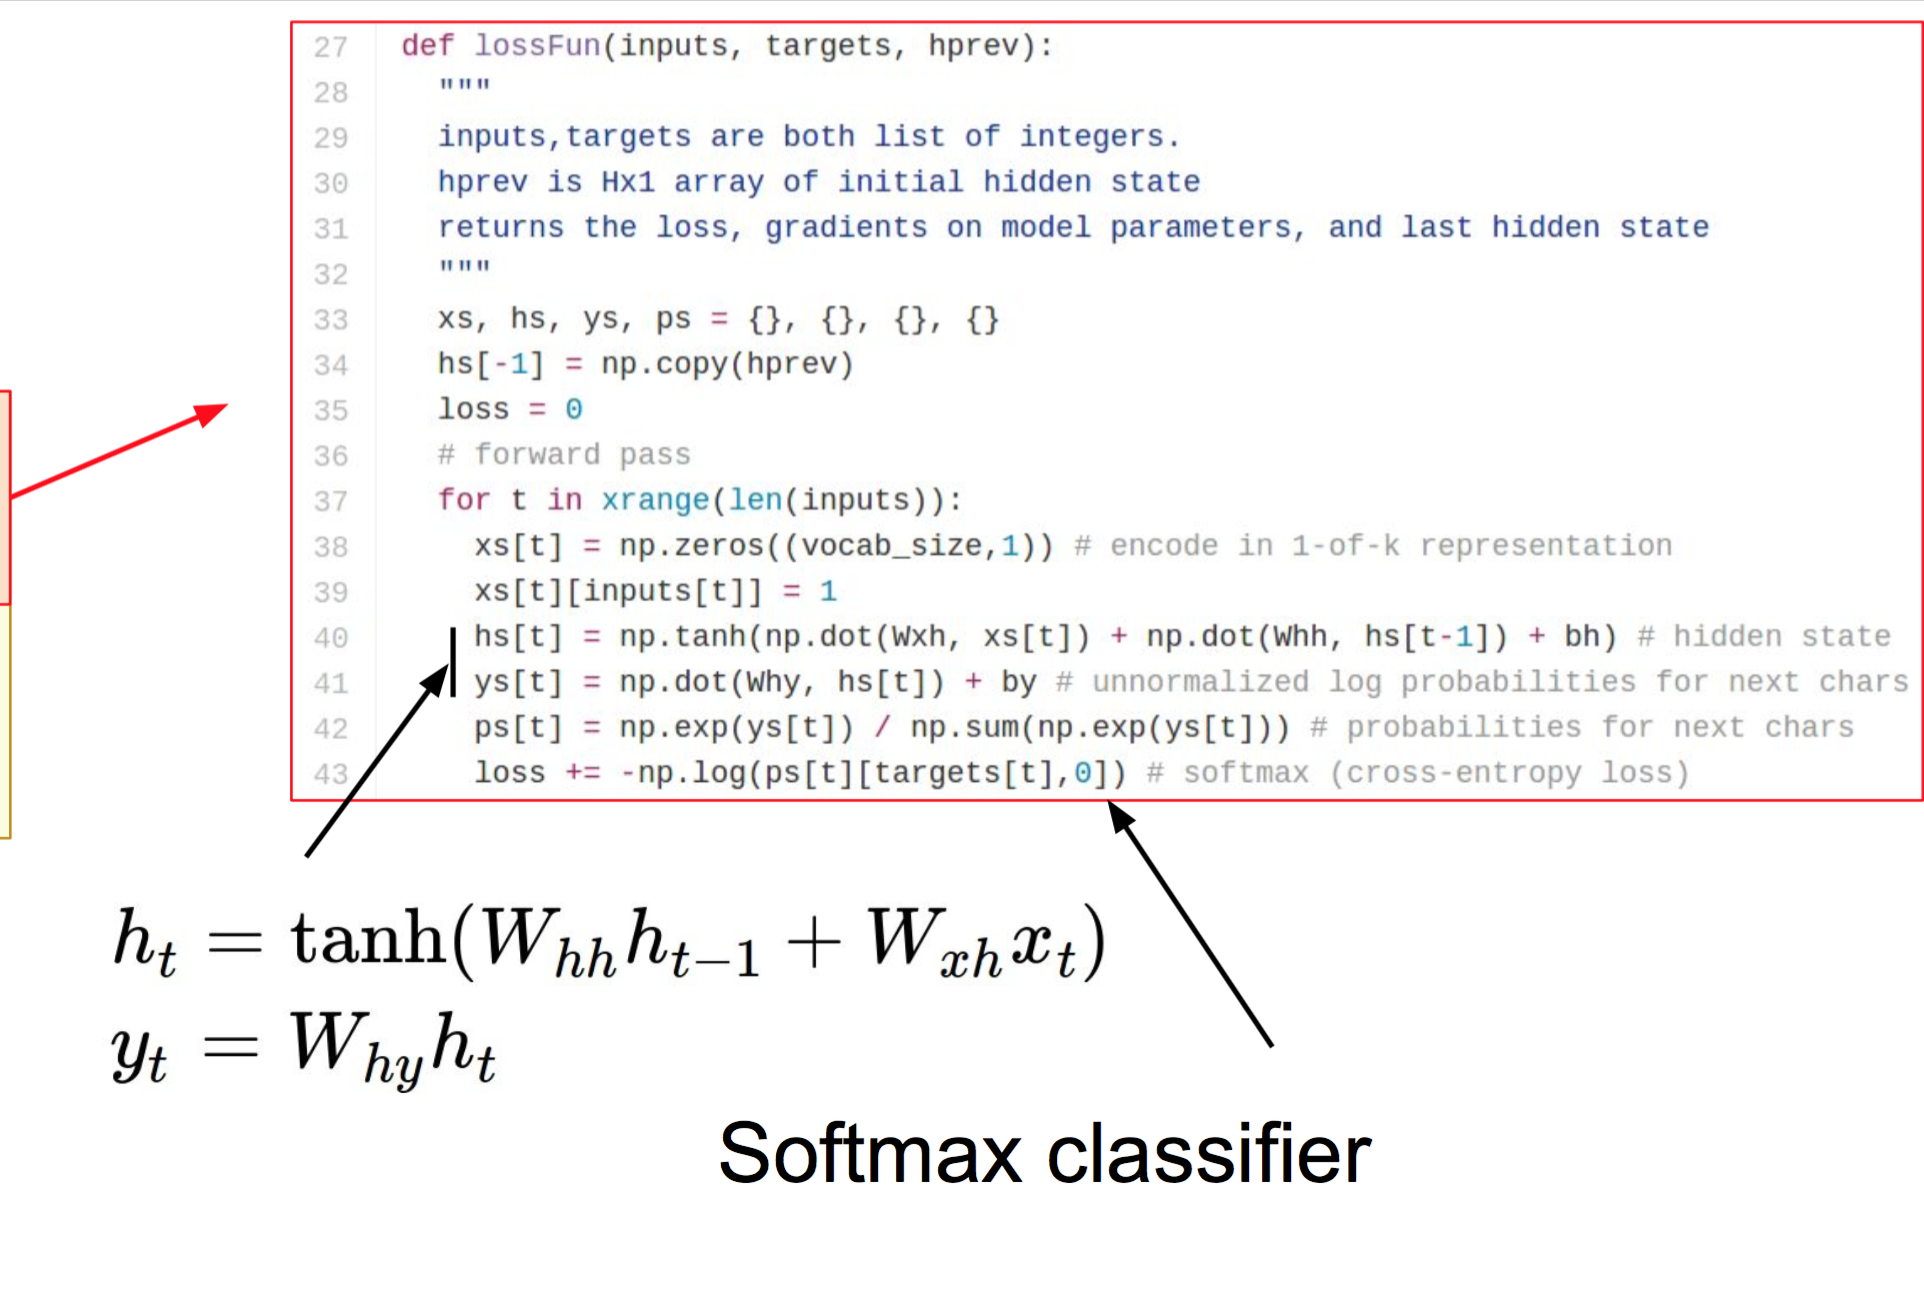 27 def lossFun(inputs, targets, hprev):
28 """
29 inputs,targets are both list of integers.
30 hprev is Hx1 array of initial hidden state
31 returns the loss, gradients on model parameters, and last hidden state
32 """
33 xs, hs, ys, ps = {}, {}, {}, {}
34 hs[-1] = np.copy(hprev)
35 loss = 0
36 # forward pass
37 for t in xrange(len(inputs)):
38 xs[t] = np.zeros((vocab_size,1)) # encode in 1-of-k representation
39 xs[t][inputs[t]] = 1
40 hs[t] = np.tanh(np.dot(Wxh, xs[t]) + np.dot(Whh, hs[t-1]) + bh) # hidden state
41 ys[t] = np.dot(Why, hs[t]) + by # unnormalized log probabilities for next chars
42 ps[t] = np.exp(ys[t]) / np.sum(np.exp(ys[t])) # probabilities for next chars
43 loss += -np.log(ps[t][targets[t],0]) # softmax (cross-entropy loss)
h_t = tanh(W_{hh}h_{t-1} + W_{xh}x_t)
y_t = W_{hy}h_t
Softmax classifier